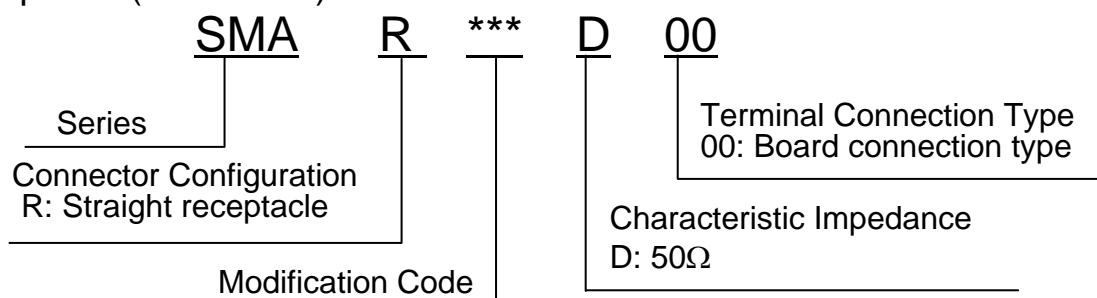 SMA R *** D 00
Series
Terminal Connection Type
00: Board connection type
Connector Configuration
R: Straight receptacle
Characteristic Impedance
D: 50Ω
Modification Code